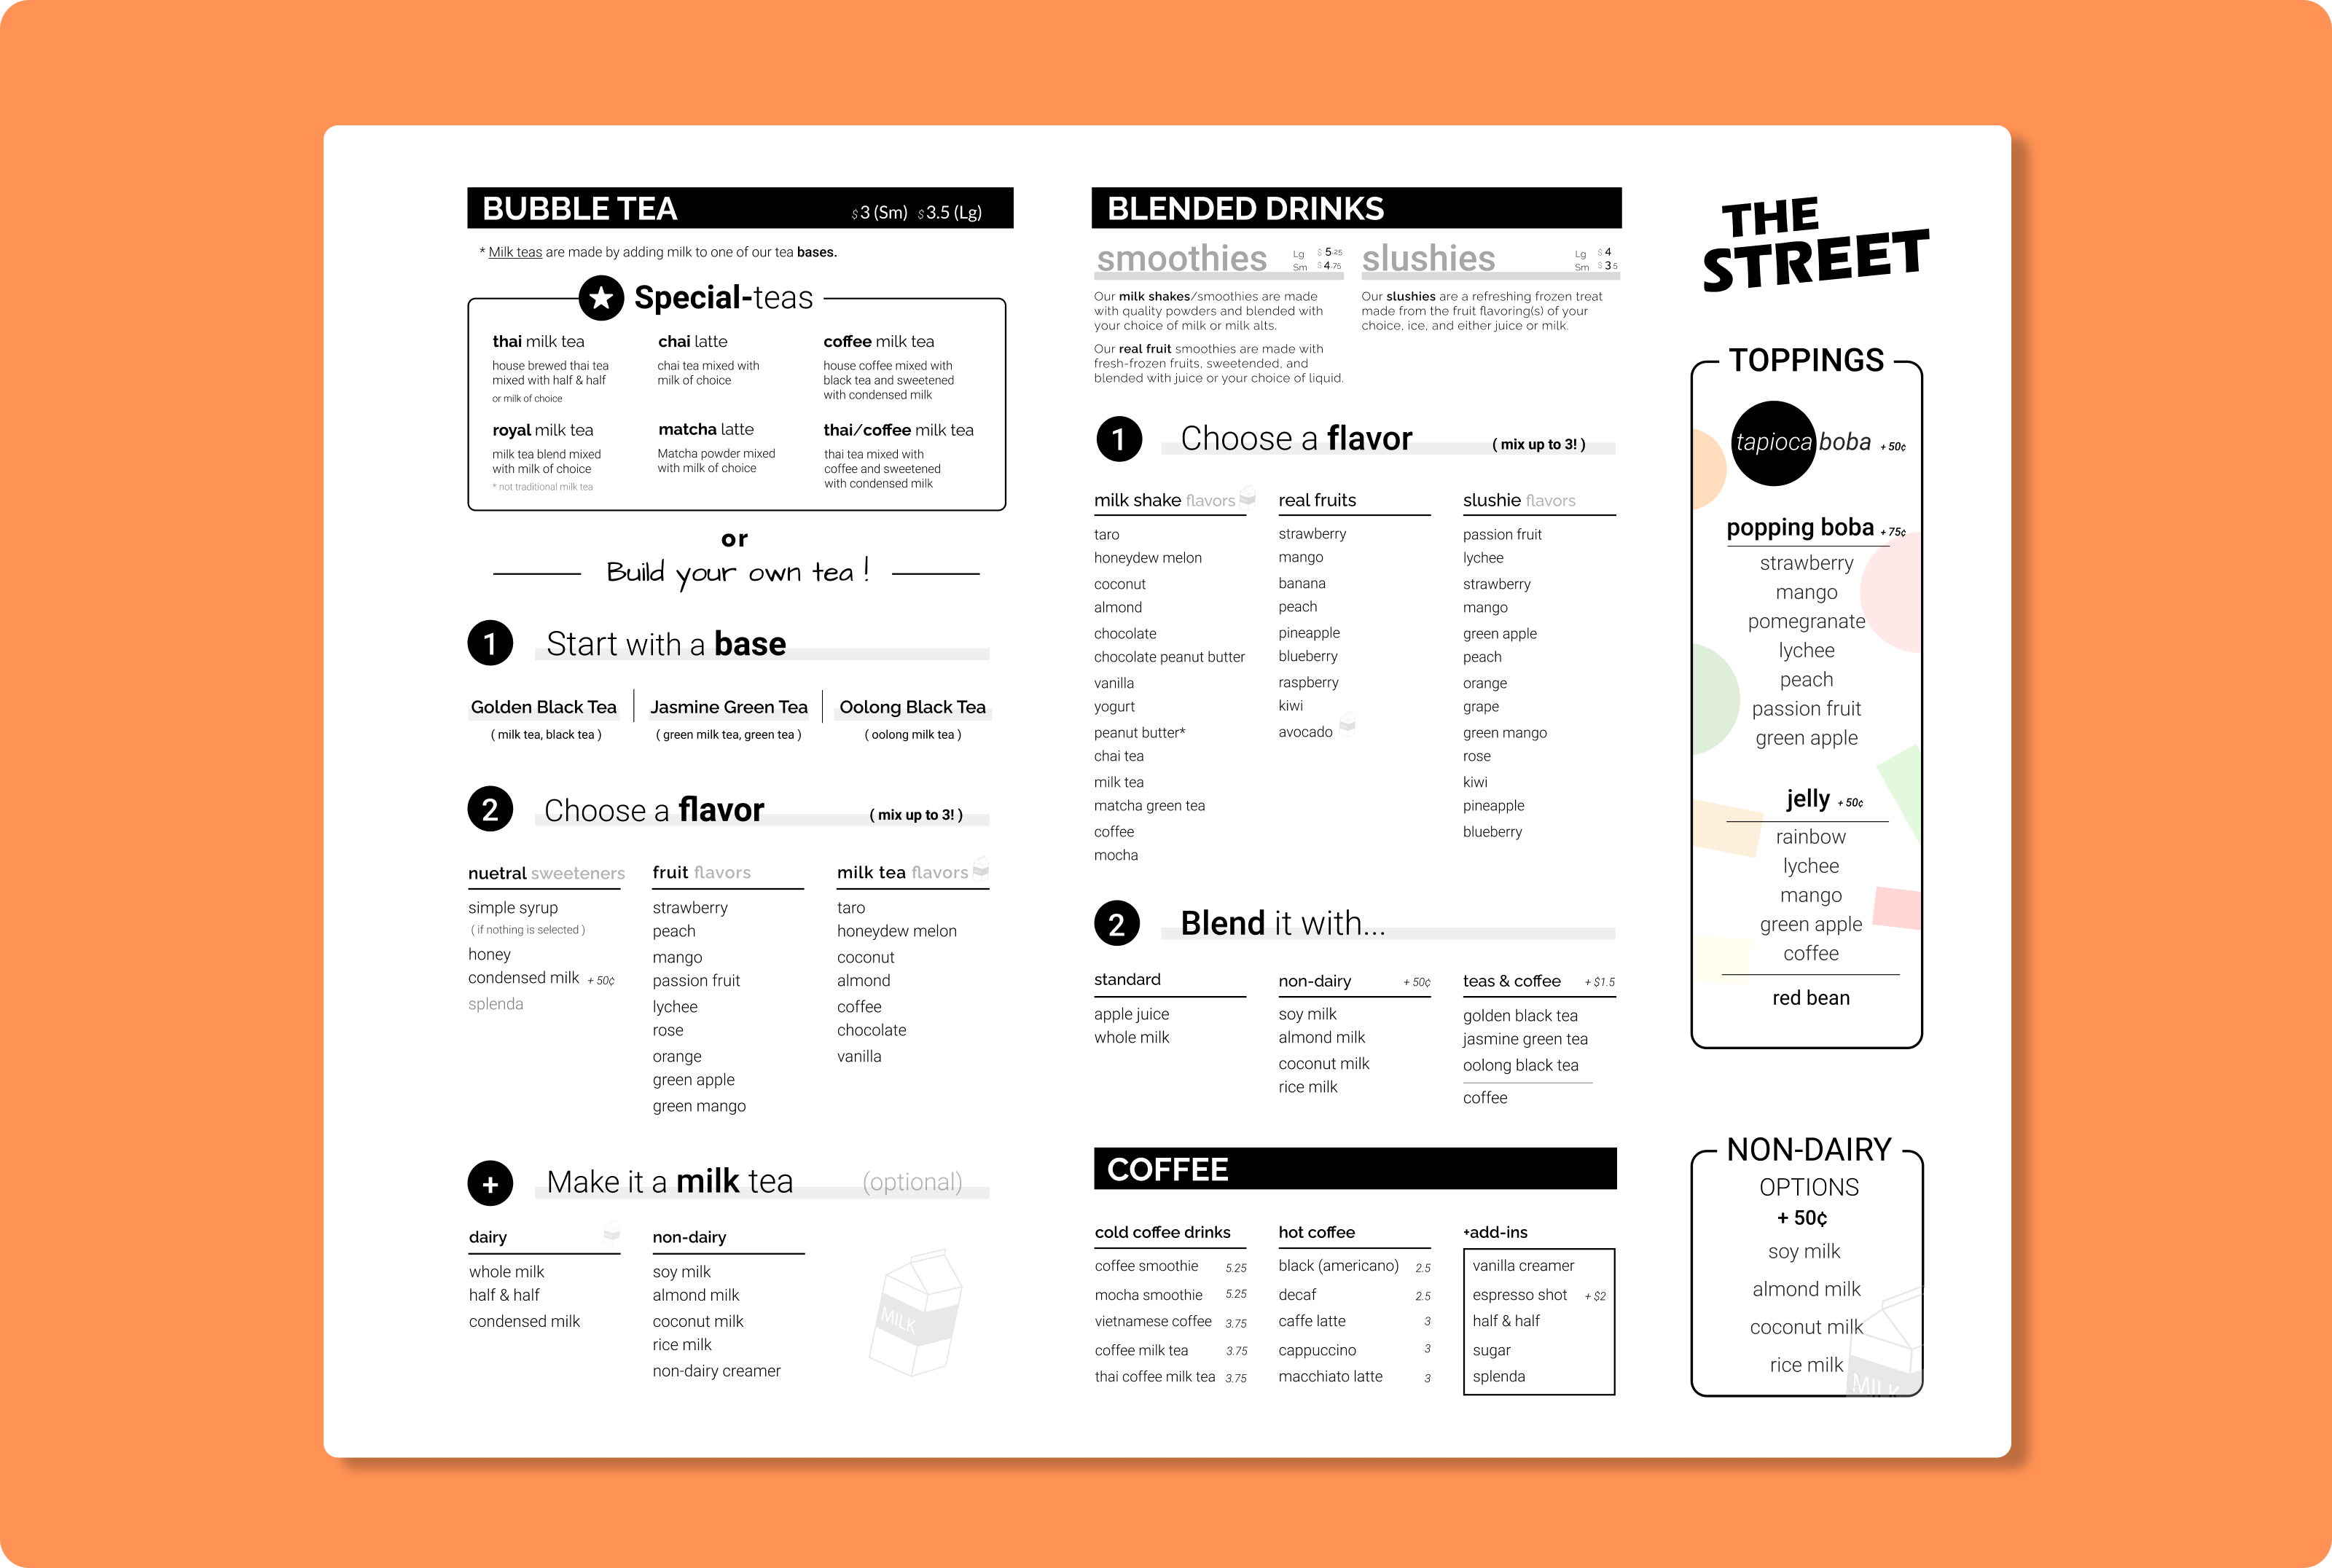 BUBBLE TEA $3 (Sm) $3.5 (Lg)
* Milk teas are made by adding milk to one of our tea bases.
Special-teas
thai milk tea
house brewed thai tea
mixed with half & half
or milk of choice
chai latte
chai tea mixed with
milk of choice
coffee milk tea
house coffee mixed with
black tea and sweetened
with condensed milk
royal milk tea
milk tea blend mixed
with milk of choice
* not traditional milk tea
matcha latte
Matcha powder mixed
with milk of choice
thai/coffee milk tea
thai tea mixed with
coffee and sweetened
with condensed milk
or
Build your own tea !
1 Start with a base
Golden Black Tea
( milk tea, black tea )
Jasmine Green Tea
( green milk tea, green tea )
Oolong Black Tea
( oolong milk tea )
2 Choose a flavor ( mix up to 3! )
nuetral sweeteners
simple syrup
( if nothing is selected )
honey
condensed milk + 50¢
splenda
fruit flavors
strawberry
peach
mango
passion fruit
lychee
rose
orange
green apple
green mango
milk tea flavors
taro
honeydew melon
coconut
almond
coffee
chocolate
vanilla
+ Make it a milk tea (optional)
dairy
whole milk
half & half
condensed milk
non-dairy
soy milk
almond milk
coconut milk
rice milk
non-dairy creamer
MILK
BLENDED DRINKS
smoothies
Lg $ 5.25
Sm $ 4.75
Our milk shakes/smoothies are made
with quality powders and blended with
your choice of milk or milk alts.
Our real fruit smoothies are made with
fresh-frozen fruits, sweetended, and
blended with juice or your choice of liquid.
slushies
Lg $ 4
Sm $ 3.5
Our slushies are a refreshing frozen treat
made from the fruit flavoring(s) of your
choice, ice, and either juice or milk.
1 Choose a flavor ( mix up to 3! )
milk shake flavors
taro
honeydew melon
coconut
almond
chocolate
chocolate peanut butter
vanilla
yogurt
peanut butter*
chai tea
milk tea
matcha green tea
coffee
mocha
real fruits
strawberry
mango
banana
peach
pineapple
blueberry
raspberry
kiwi
avocado
slushie flavors
passion fruit
lychee
strawberry
mango
green apple
peach
orange
grape
green mango
rose
kiwi
pineapple
blueberry
2 Blend it with...
standard
apple juice
whole milk
non-dairy + 50¢
soy milk
almond milk
coconut milk
rice milk
teas & coffee + $1.5
golden black tea
jasmine green tea
oolong black tea
coffee
COFFEE
cold coffee drinks
coffee smoothie 5.25
mocha smoothie 5.25
vietnamese coffee 3.75
coffee milk tea 3.75
thai coffee milk tea 3.75
hot coffee
black (americano) 2.5
decaf 2.5
caffe latte 3
cappuccino 3
macchiato latte 3
+add-ins
vanilla creamer
espresso shot + $2
half & half
sugar
splenda
THE
STREET
TOPPINGS
tapioca boba + 50¢
popping boba + 75¢
strawberry
mango
pomegranate
lychee
peach
passion fruit
green apple
jelly + 50¢
rainbow
lychee
mango
green apple
coffee
red bean
NON-DAIRY
OPTIONS
+ 50¢
soy milk
almond milk
coconut milk
rice milk
MILK